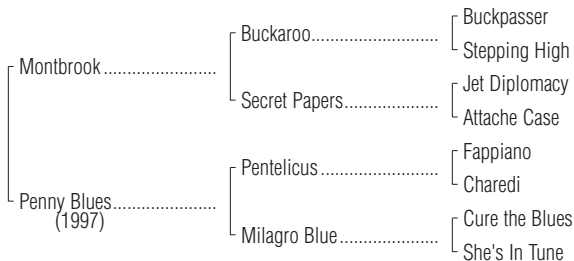 Buckpasser
Buckaroo..........................
Stepping High
Montbrook .......................
Jet Diplomacy
Secret Papers...................
Attache Case
Fappiano
Pentelicus ........................
Charedi
Penny Blues.....................
(1997)
Cure the Blues
Milagro Blue....................
She's In Tune